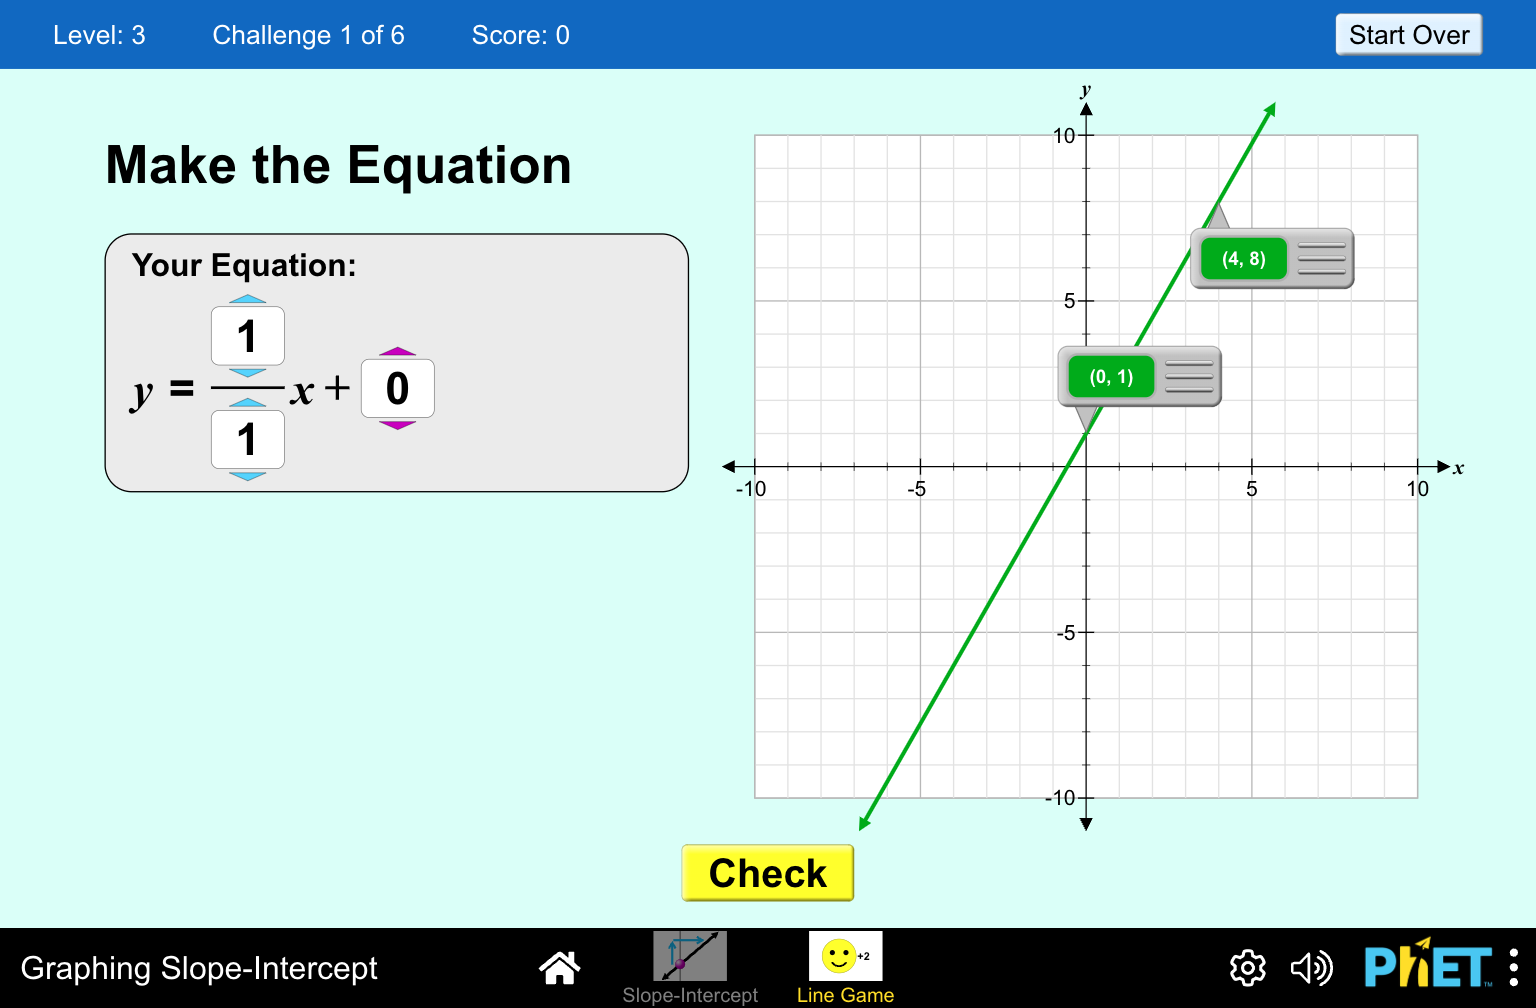 Level: 3 Challenge 1 of 6 Score: 0 Start Over
Make the Equation
Your Equation:
y = 1/1 x + 0
y
10
5
-5
-10
-10 -5 5 10
x
(4, 8)
(0, 1)
Check
Graphing Slope-Intercept
Slope-Intercept
+2
Line Game
PhET™